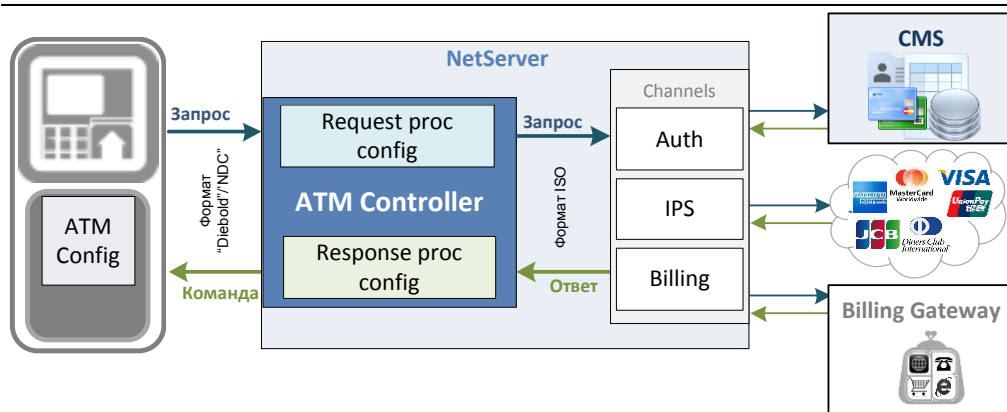 NetServer
CMS
Channels
Запрос
Request proc
config
Запрос
Auth
Формат
“Diebold”/“NDC”
ATM Controller
Формат ISO
IPS
MasterCard
Worldwide
VISA
UnionPay
JCB
Diners Club
International
ATM
Config
Response proc
config
Команда
Ответ
Billing
Billing Gateway